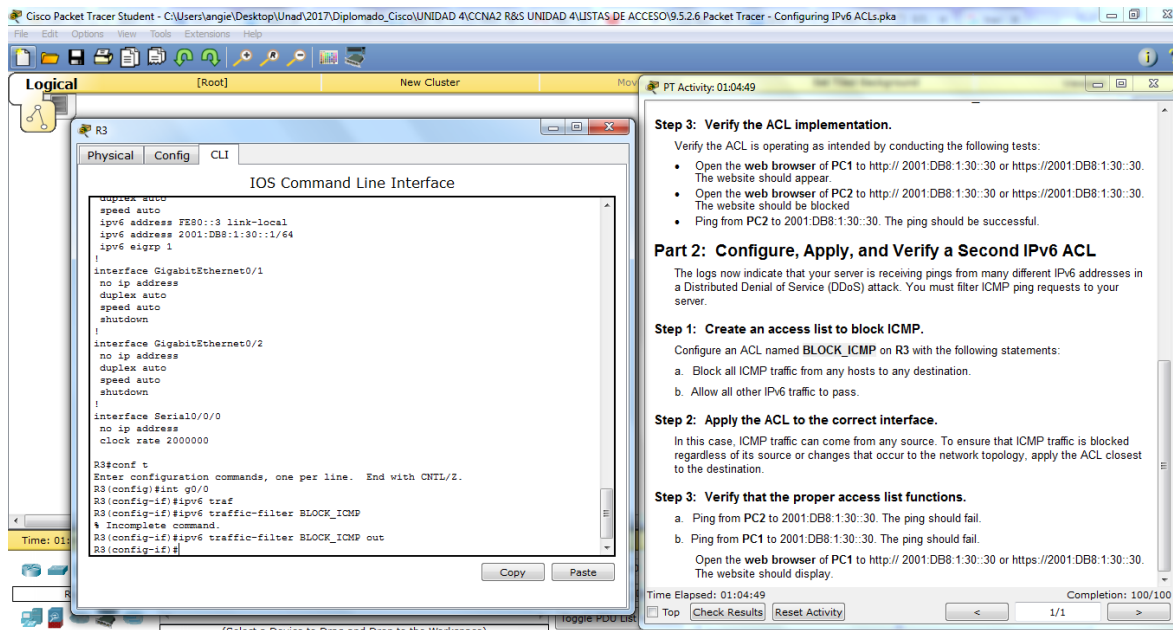 Cisco Packet Tracer Student - C:\Users\angie\Desktop\Unad\2017\Diplomado_Cisco\UNIDAD 4\CCNA2 R&S UNIDAD 4\LISTAS DE ACCESO\9.5.2.6 Packet Tracer - Configuring IPv6 ACLs.pka
File Edit Options View Tools Extensions Help
Logical
[Root]
New Cluster
Mov
R3
Physical Config CLI
IOS Command Line Interface
duplex auto
speed auto
ipv6 address FE80::3 link-local
ipv6 address 2001:DB8:1:30::1/64
ipv6 eigrp 1
!
interface GigabitEthernet0/1
no ip address
duplex auto
speed auto
shutdown
!
interface GigabitEthernet0/2
no ip address
duplex auto
speed auto
shutdown
!
interface Serial0/0/0
no ip address
clock rate 2000000
R3#conf t
Enter configuration commands, one per line. End with CNTL/Z.
R3(config)#int g0/0
R3(config-if)#ipv6 traf
R3(config-if)#ipv6 traffic-filter BLOCK_ICMP
% Incomplete command.
R3(config-if)#ipv6 traffic-filter BLOCK_ICMP out
R3(config-if)#
Copy Paste
Time: 01:
R
(Select a Device to Drag and Drop to the Workspace)
Toggle PDU List
PT Activity: 01:04:49
Step 3: Verify the ACL implementation.
Verify the ACL is operating as intended by conducting the following tests:
• Open the web browser of PC1 to http:// 2001:DB8:1:30::30 or https://2001:DB8:1:30::30.
The website should appear.
• Open the web browser of PC2 to http:// 2001:DB8:1:30::30 or https://2001:DB8:1:30::30.
The website should be blocked
• Ping from PC2 to 2001:DB8:1:30::30. The ping should be successful.
Part 2: Configure, Apply, and Verify a Second IPv6 ACL
The logs now indicate that your server is receiving pings from many different IPv6 addresses in
a Distributed Denial of Service (DDoS) attack. You must filter ICMP ping requests to your
server.
Step 1: Create an access list to block ICMP.
Configure an ACL named BLOCK_ICMP on R3 with the following statements:
a. Block all ICMP traffic from any hosts to any destination.
b. Allow all other IPv6 traffic to pass.
Step 2: Apply the ACL to the correct interface.
In this case, ICMP traffic can come from any source. To ensure that ICMP traffic is blocked
regardless of its source or changes that occur to the network topology, apply the ACL closest
to the destination.
Step 3: Verify that the proper access list functions.
a. Ping from PC2 to 2001:DB8:1:30::30. The ping should fail.
b. Ping from PC1 to 2001:DB8:1:30::30. The ping should fail.
Open the web browser of PC1 to http:// 2001:DB8:1:30::30 or https://2001:DB8:1:30::30.
The website should display.
Time Elapsed: 01:04:49 Completion: 100/100
Top Check Results Reset Activity < 1/1 >